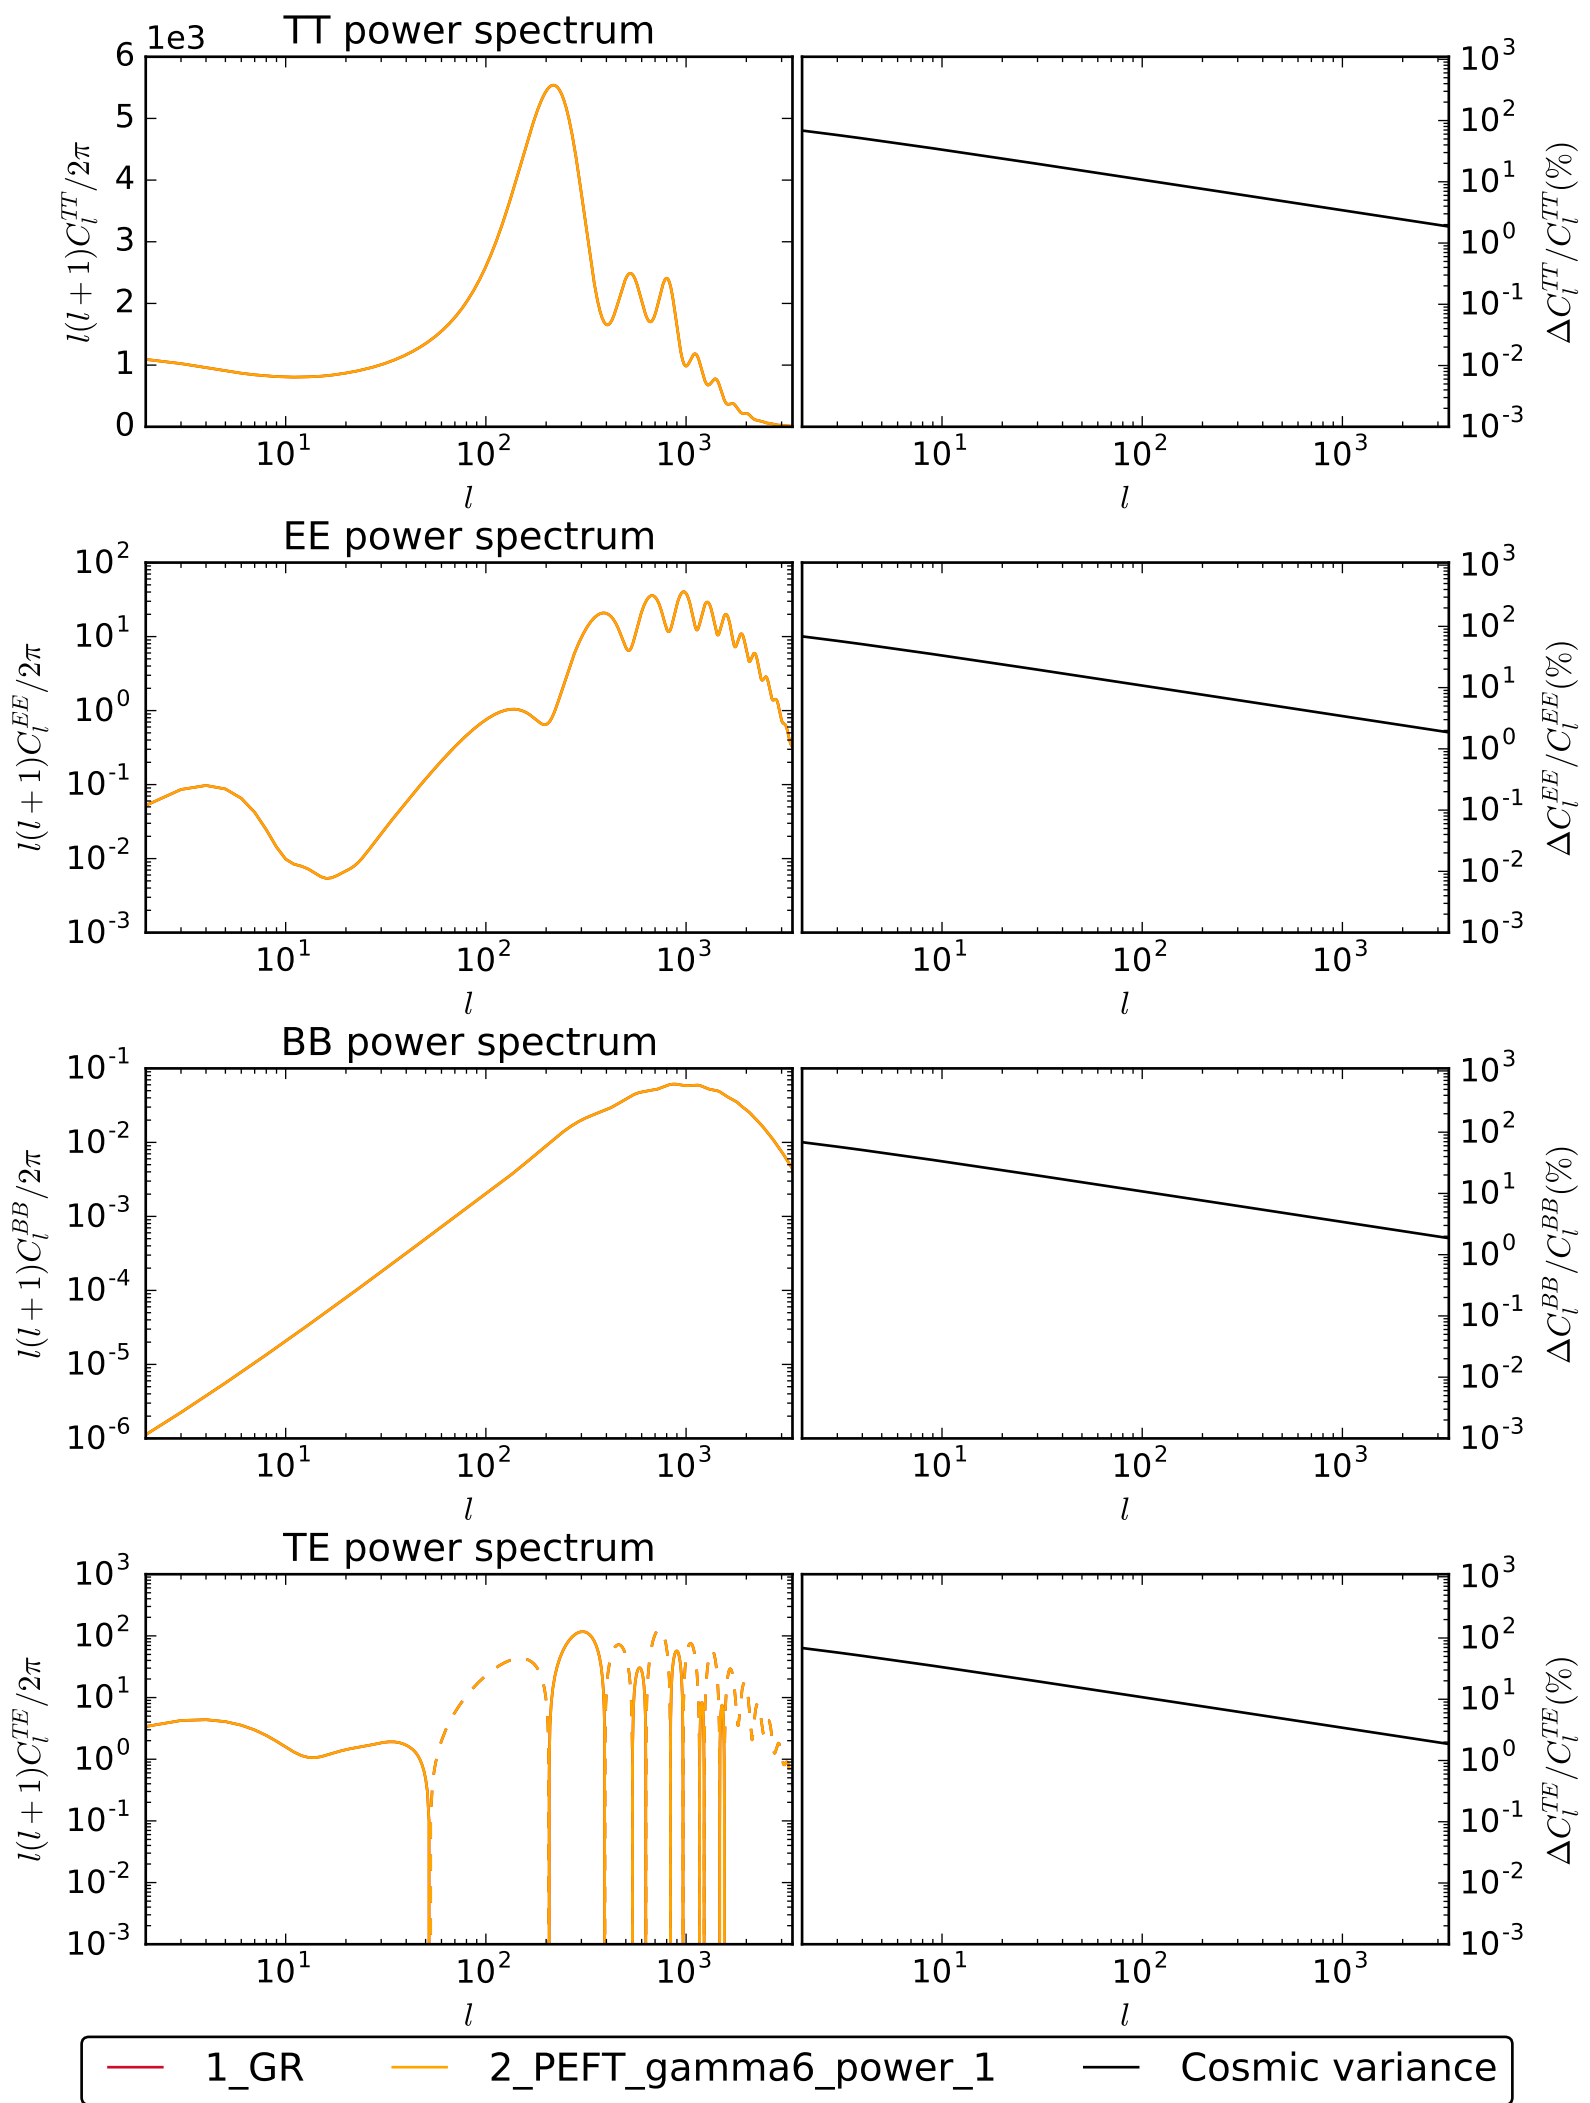 TT power spectrum
1e3
6
5
4
3
2
1
0
l(l+1)C_l^{TT}/2π
10^1 10^2 10^3
l
10^3
10^2
10^1
10^0
10^-1
10^-2
10^-3
ΔC_l^{TT}/C_l^{TT}(%)
10^1 10^2 10^3
l
EE power spectrum
10^2
10^1
10^0
10^-1
10^-2
10^-3
l(l+1)C_l^{EE}/2π
10^1 10^2 10^3
l
10^3
10^2
10^1
10^0
10^-1
10^-2
10^-3
ΔC_l^{EE}/C_l^{EE}(%)
10^1 10^2 10^3
l
BB power spectrum
10^-1
10^-2
10^-3
10^-4
10^-5
10^-6
l(l+1)C_l^{BB}/2π
10^1 10^2 10^3
l
10^3
10^2
10^1
10^0
10^-1
10^-2
10^-3
ΔC_l^{BB}/C_l^{BB}(%)
10^1 10^2 10^3
l
TE power spectrum
10^3
10^2
10^1
10^0
10^-1
10^-2
10^-3
l(l+1)C_l^{TE}/2π
10^1 10^2 10^3
l
10^3
10^2
10^1
10^0
10^-1
10^-2
10^-3
ΔC_l^{TE}/C_l^{TE}(%)
10^1 10^2 10^3
l
1_GR 2_PEFT_gamma6_power_1 Cosmic variance